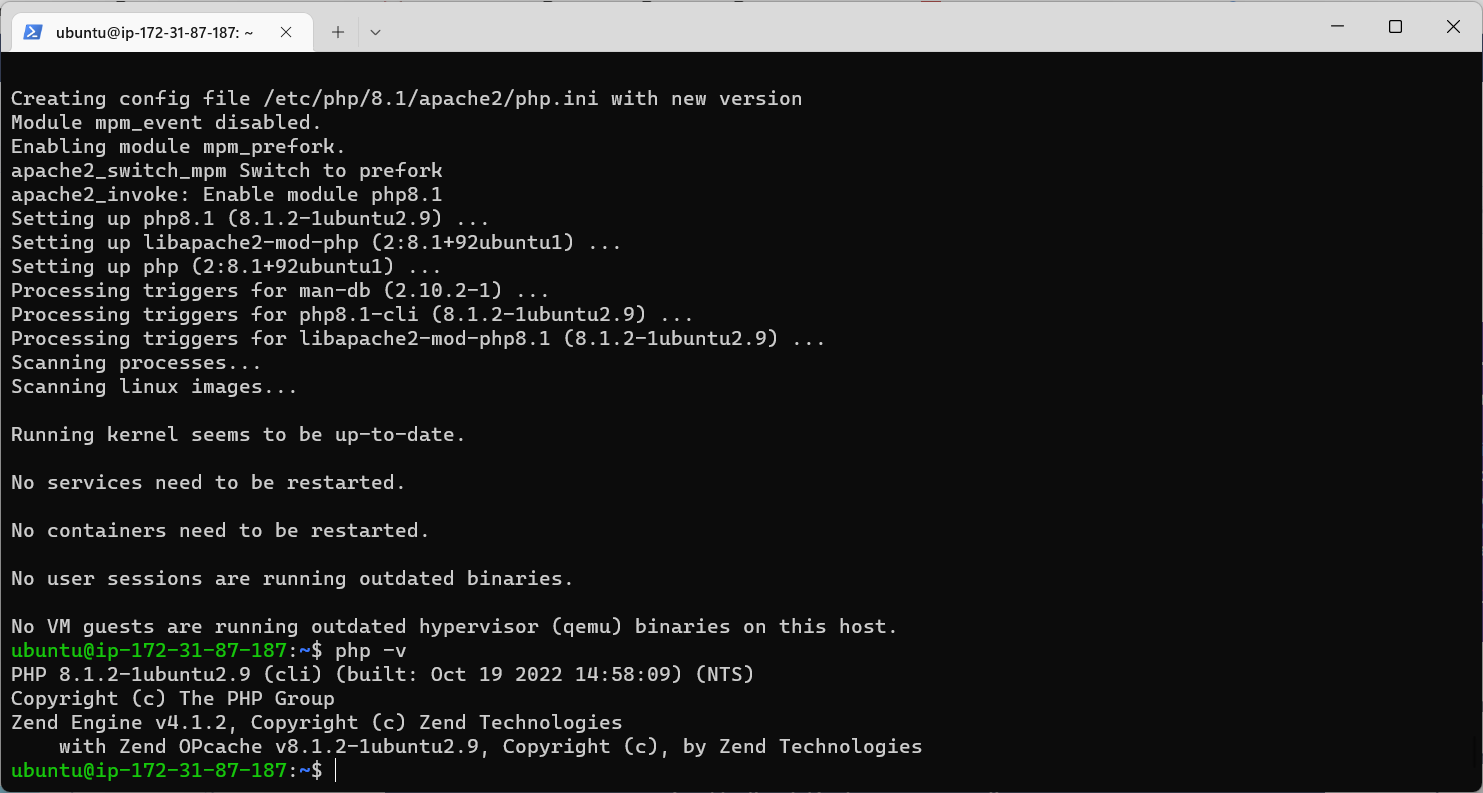 ubuntu@ip-172-31-87-187: ~
Creating config file /etc/php/8.1/apache2/php.ini with new version
Module mpm_event disabled.
Enabling module mpm_prefork.
apache2_switch_mpm Switch to prefork
apache2_invoke: Enable module php8.1
Setting up php8.1 (8.1.2-1ubuntu2.9) ...
Setting up libapache2-mod-php (2:8.1+92ubuntu1) ...
Setting up php (2:8.1+92ubuntu1) ...
Processing triggers for man-db (2.10.2-1) ...
Processing triggers for php8.1-cli (8.1.2-1ubuntu2.9) ...
Processing triggers for libapache2-mod-php8.1 (8.1.2-1ubuntu2.9) ...
Scanning processes...
Scanning linux images...
Running kernel seems to be up-to-date.
No services need to be restarted.
No containers need to be restarted.
No user sessions are running outdated binaries.
No VM guests are running outdated hypervisor (qemu) binaries on this host.
ubuntu@ip-172-31-87-187:~$ php -v
PHP 8.1.2-1ubuntu2.9 (cli) (built: Oct 19 2022 14:58:09) (NTS)
Copyright (c) The PHP Group
Zend Engine v4.1.2, Copyright (c) Zend Technologies
    with Zend OPcache v8.1.2-1ubuntu2.9, Copyright (c), by Zend Technologies
ubuntu@ip-172-31-87-187:~$